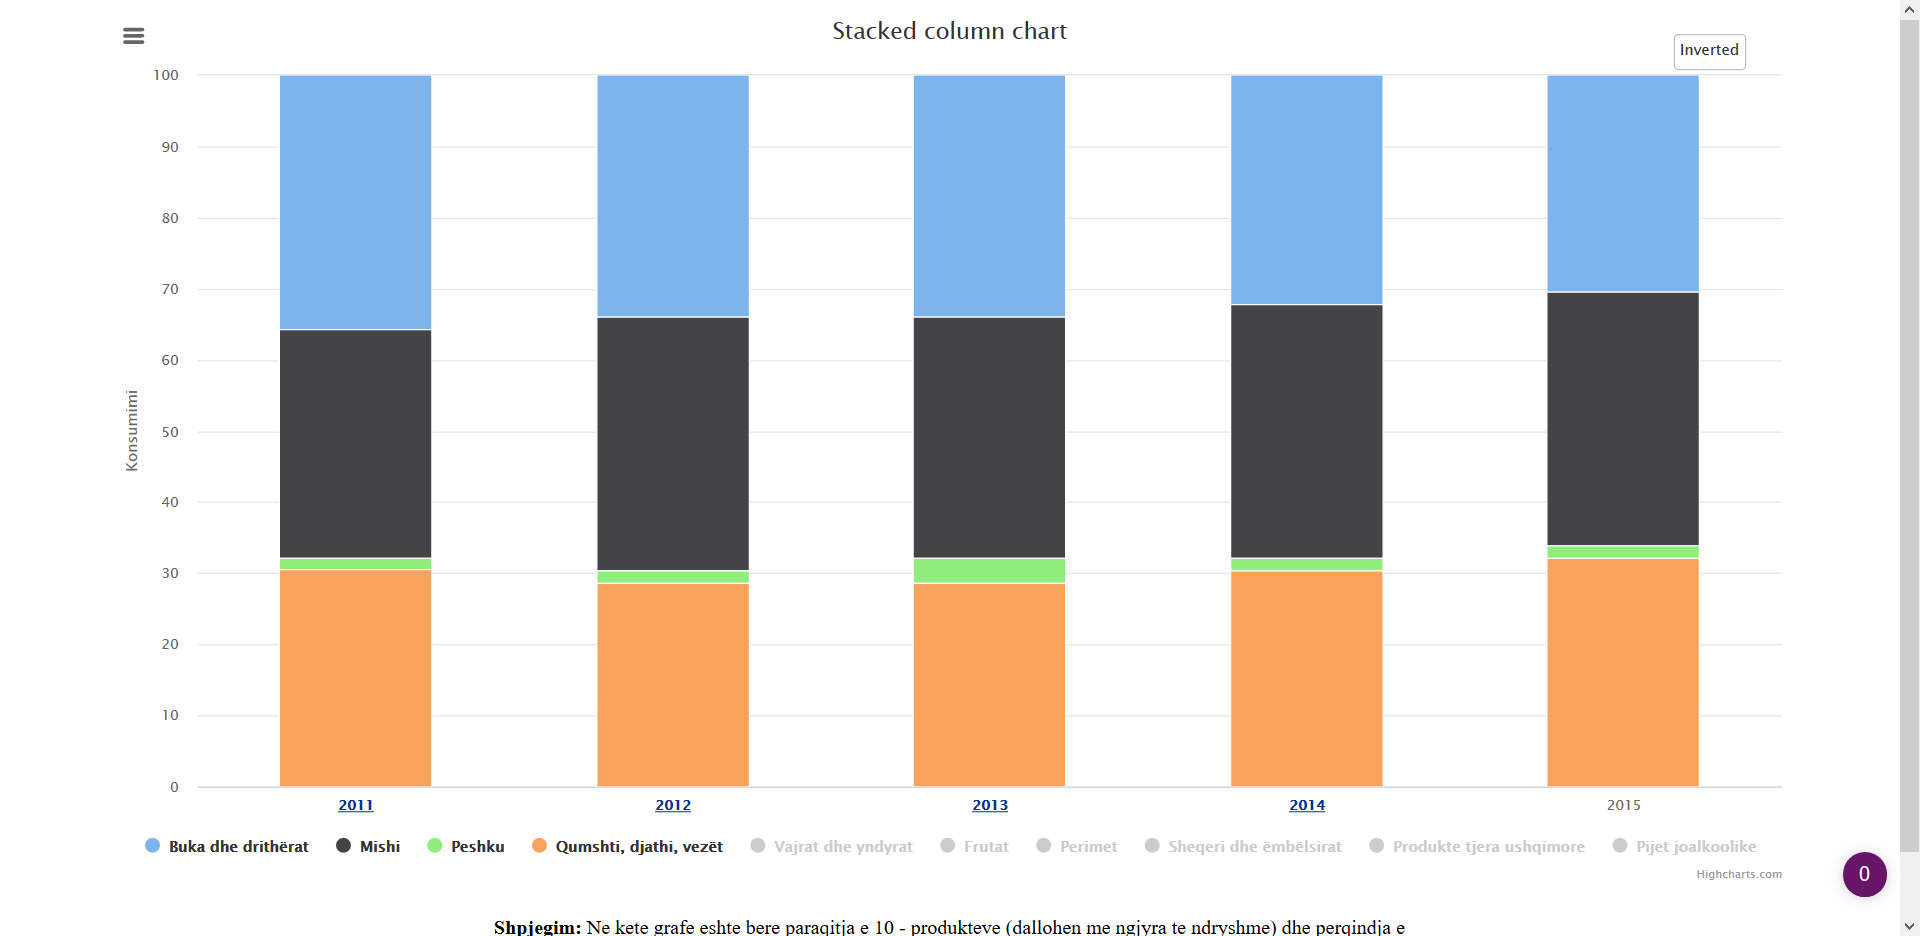 Stacked column chart
Inverted
100
90
80
70
60
50
40
30
20
10
0
Konsumimi
2011 2012 2013 2014 2015
Buka dhe drithërat Mishi Peshku Qumshti, djathi, vezët Vajrat dhe yndyrat Frutat Perimet Sheqeri dhe ëmbëlsirat Produkte tjera ushqimore Pijet joalkoolike
Highcharts.com
0
Shpjegim: Ne kete grafe eshte bere paraqitja e 10 - produkteve (dallohen me ngjyra te ndryshme) dhe perqindja e